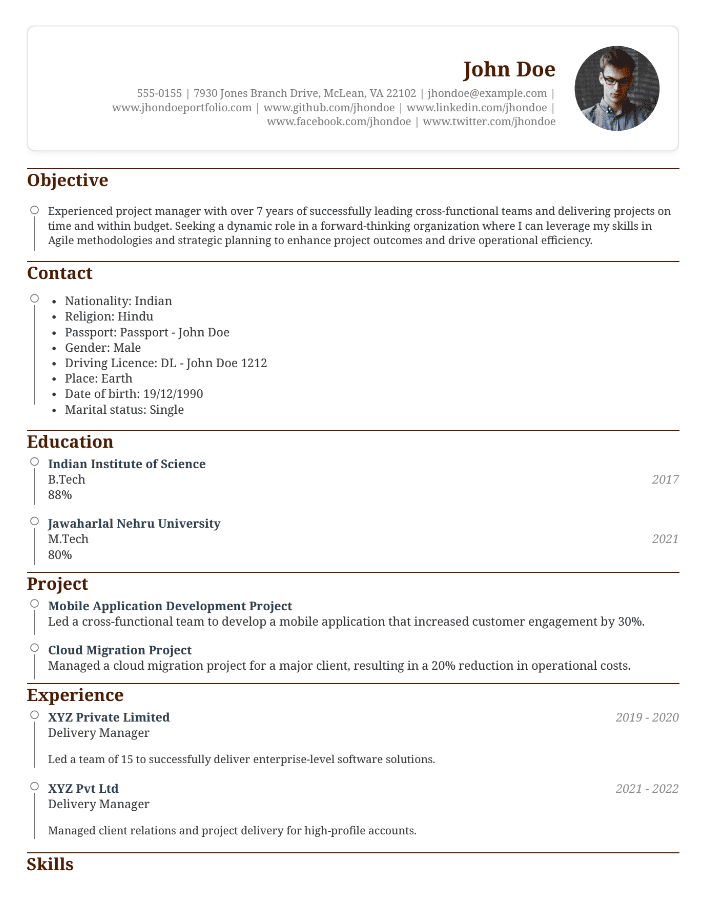 John Doe
555-0155 | 7930 Jones Branch Drive, McLean, VA 22102 | jhondoe@example.com |
www.jhondoeportfolio.com | www.github.com/jhondoe | www.linkedin.com/jhondoe |
www.facebook.com/jhondoe | www.twitter.com/jhondoe
Objective
Experienced project manager with over 7 years of successfully leading cross-functional teams and delivering projects on
time and within budget. Seeking a dynamic role in a forward-thinking organization where I can leverage my skills in
Agile methodologies and strategic planning to enhance project outcomes and drive operational efficiency.
Contact
• Nationality: Indian
• Religion: Hindu
• Passport: Passport - John Doe
• Gender: Male
• Driving Licence: DL - John Doe 1212
• Place: Earth
• Date of birth: 19/12/1990
• Marital status: Single
Education
Indian Institute of Science
B.Tech 2017
88%
Jawaharlal Nehru University
M.Tech 2021
80%
Project
Mobile Application Development Project
Led a cross-functional team to develop a mobile application that increased customer engagement by 30%.
Cloud Migration Project
Managed a cloud migration project for a major client, resulting in a 20% reduction in operational costs.
Experience
XYZ Private Limited 2019 - 2020
Delivery Manager
Led a team of 15 to successfully deliver enterprise-level software solutions.
XYZ Pvt Ltd 2021 - 2022
Delivery Manager
Managed client relations and project delivery for high-profile accounts.
Skills